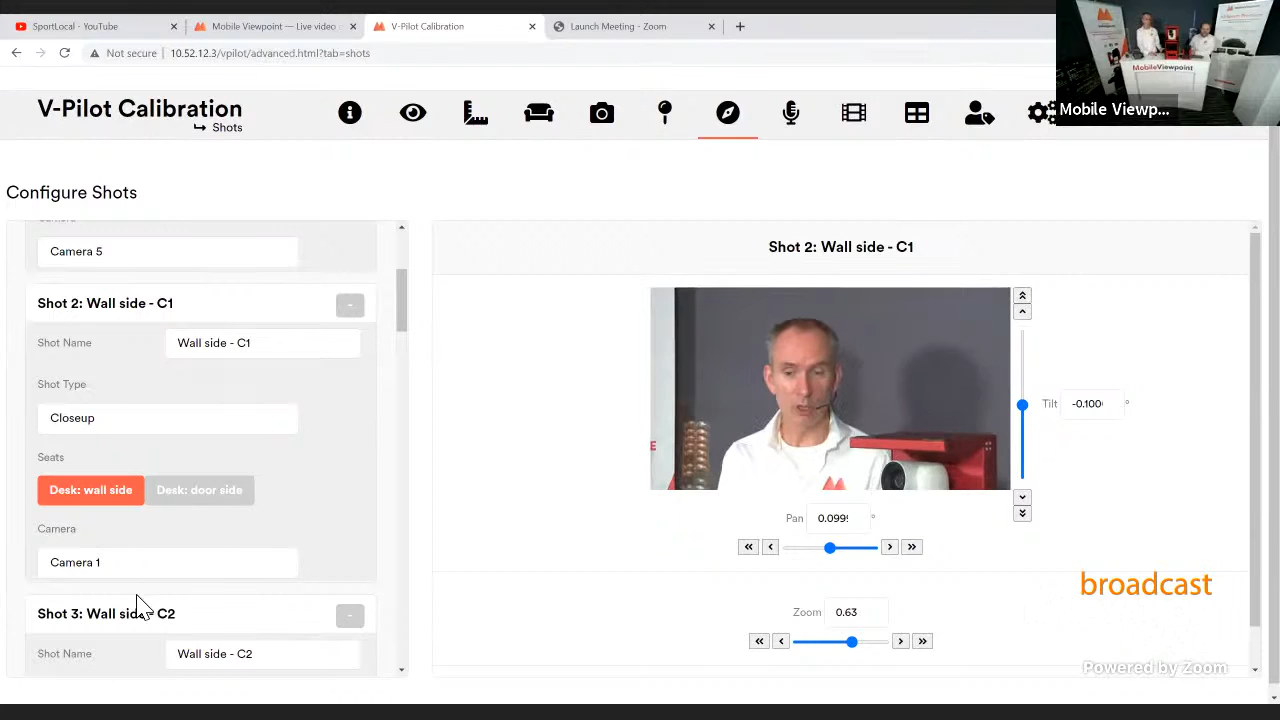 SportLocal - YouTube
Mobile Viewpoint — Live video
V-Pilot Calibration
Launch Meeting - Zoom
Not secure
10.52.12.3/vpilot/advanced.html?tab=shots
V-Pilot Calibration
Shots
MobileViewpoint
Mobile Viewp...
Configure Shots
Camera 5
Shot 2: Wall side - C1
Shot Name
Wall side - C1
Shot Type
Closeup
Seats
Desk: wall side
Desk: door side
Camera
Camera 1
Shot 3: Wall side - C2
Shot Name
Wall side - C2
Shot 2: Wall side - C1
Tilt
-0.100
°
Pan
0.099
°
Zoom
0.63
broadcast
Powered by Zoom